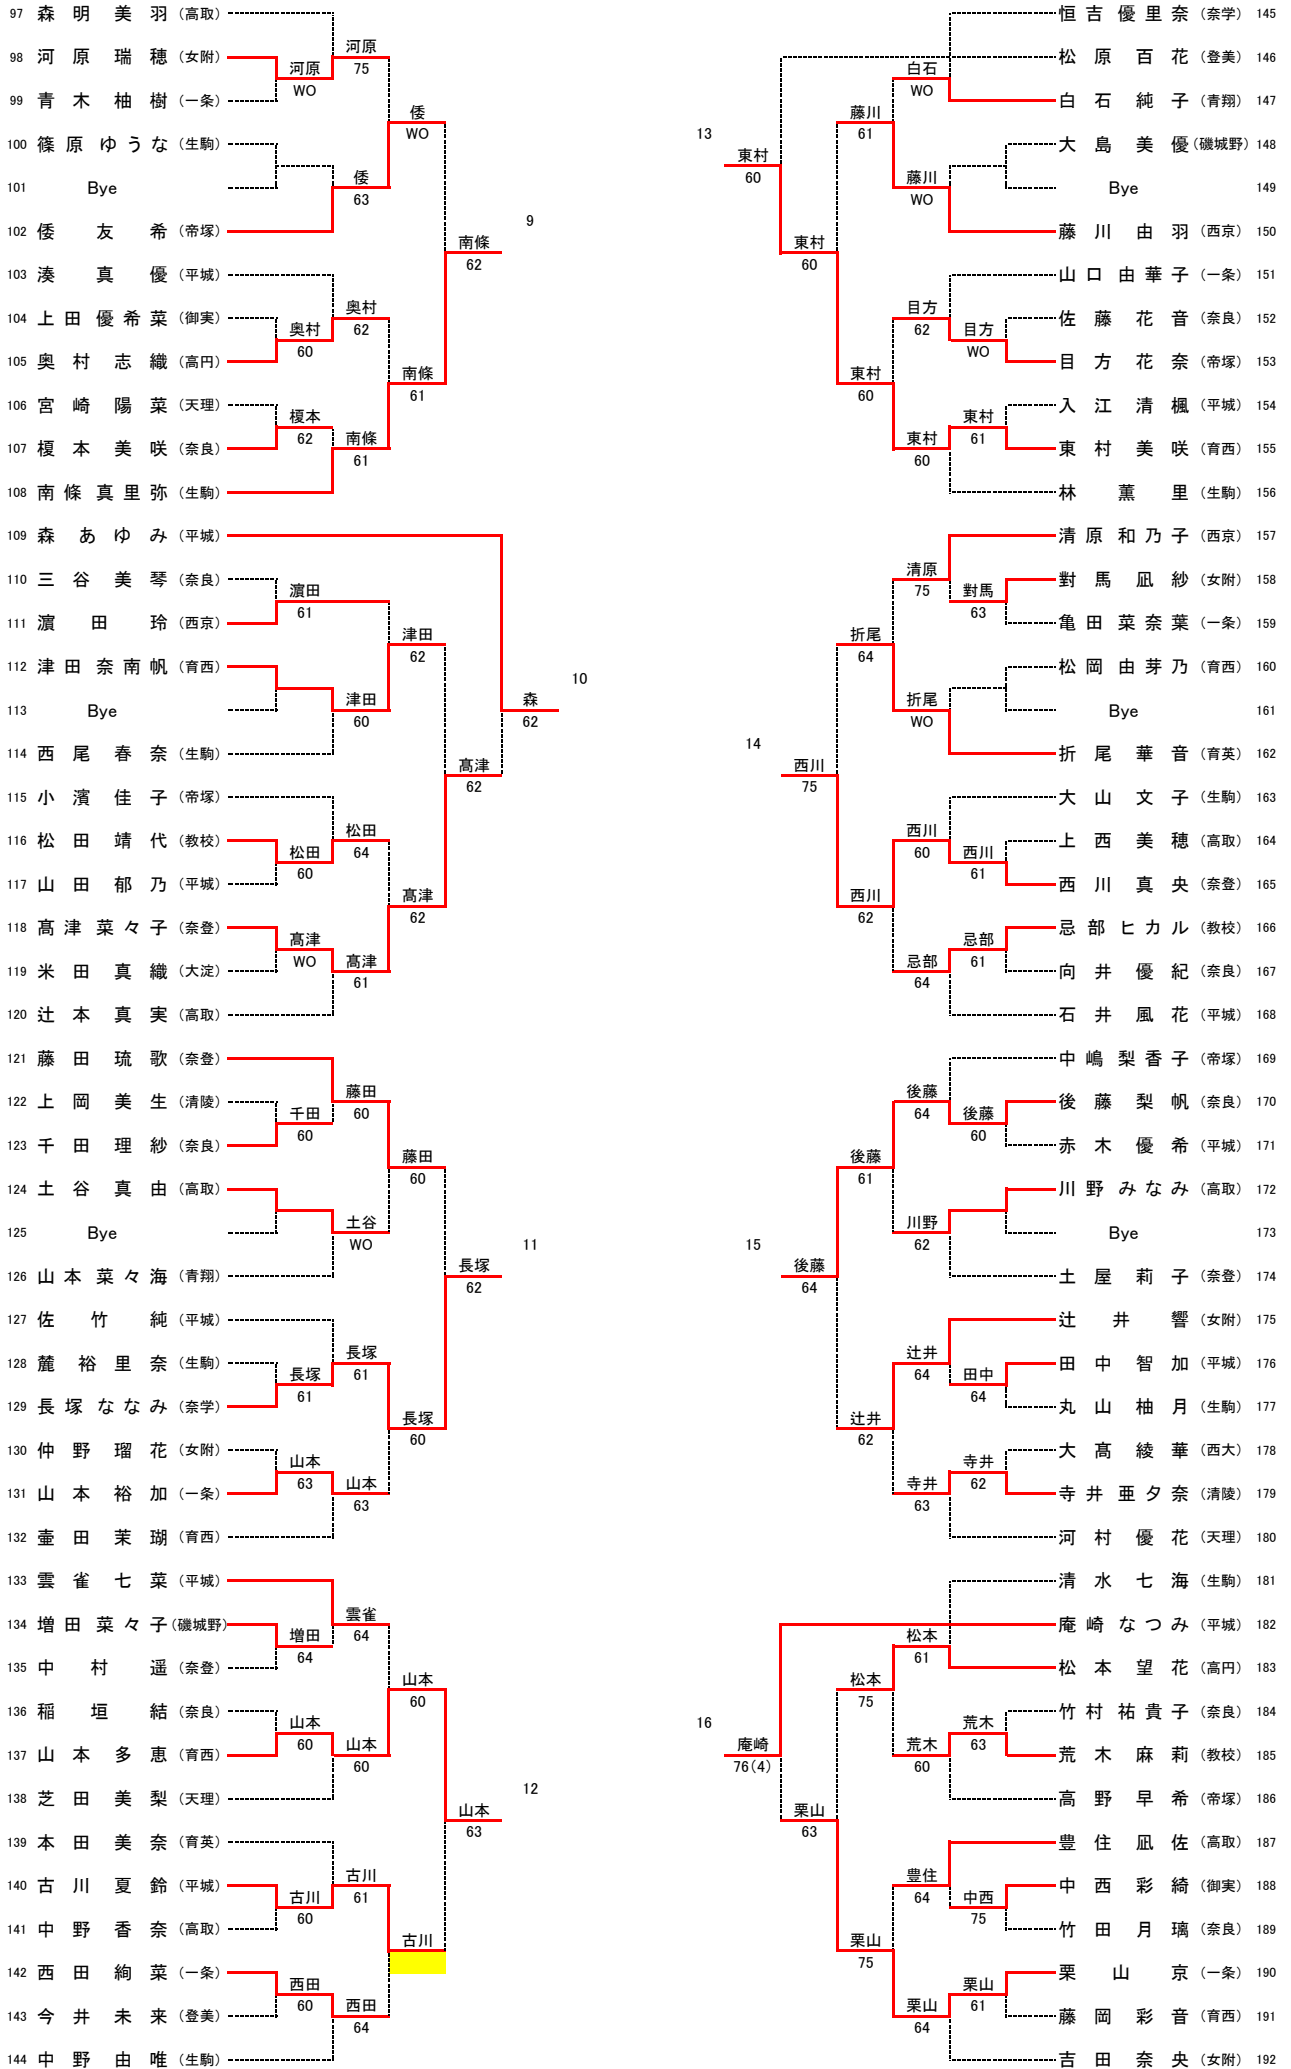 97 森明美羽 (高取)
98 河原瑞穂 (女附)
99 青木柚樹 (一条)
100 篠原ゆうな (生駒)
101 Bye
102 倭友希 (帝塚)
103 湊真優 (平城)
104 上田優希菜 (御実)
105 奥村志織 (高円)
106 宮崎陽菜 (天理)
107 榎本美咲 (奈良)
108 南條真里弥 (生駒)
河原
WO
河原
75
倭
63
倭
WO
奥村
60
奥村
62
榎本
62
南條
61
南條
61
南條
62
9
109 森あゆみ (平城)
110 三谷美琴 (奈良)
111 濵田玲 (西京)
112 津田奈南帆 (育西)
113 Bye
114 西尾春奈 (生駒)
115 小濱佳子 (帝塚)
116 松田靖代 (教校)
117 山田郁乃 (平城)
118 髙津菜々子 (奈登)
119 米田真織 (大淀)
120 辻本真実 (高取)
濵田
61
津田
60
津田
62
松田
60
松田
64
髙津
WO
髙津
61
髙津
62
髙津
62
森
62
10
121 藤田琉歌 (奈登)
122 上岡美生 (清陵)
123 千田理紗 (奈良)
124 土谷真由 (高取)
125 Bye
126 山本菜々海 (青翔)
127 佐竹純 (平城)
128 麓裕里奈 (生駒)
129 長塚ななみ (奈学)
130 仲野瑠花 (女附)
131 山本裕加 (一条)
132 壷田茉瑚 (育西)
千田
60
藤田
60
土谷
WO
藤田
60
長塚
61
長塚
61
山本
63
山本
63
長塚
60
長塚
62
11
133 雲雀七菜 (平城)
134 増田菜々子 (磯城野)
135 中村遥 (奈登)
136 稲垣結 (奈良)
137 山本多恵 (育西)
138 芝田美梨 (天理)
139 本田美奈 (育英)
140 古川夏鈴 (平城)
141 中野香奈 (高取)
142 西田絢菜 (一条)
143 今井未来 (登美)
144 中野由唯 (生駒)
増田
64
雲雀
64
山本
60
山本
60
山本
60
古川
60
古川
61
西田
60
西田
64
古川
山本
63
12
恒吉優里奈 (奈学) 145
松原百花 (登美) 146
白石純子 (青翔) 147
大島美優 (磯城野) 148
Bye 149
藤川由羽 (西京) 150
山口由華子 (一条) 151
佐藤花音 (奈良) 152
目方花奈 (帝塚) 153
入江清楓 (平城) 154
東村美咲 (育西) 155
林薫里 (生駒) 156
白石
WO
藤川
WO
藤川
61
目方
WO
目方
62
東村
61
東村
60
東村
60
東村
60
東村
60
13
清原和乃子 (西京) 157
對馬凪紗 (女附) 158
亀田菜奈葉 (一条) 159
松岡由芽乃 (育西) 160
Bye 161
折尾華音 (育英) 162
大山文子 (生駒) 163
上西美穂 (高取) 164
西川真央 (奈登) 165
忌部ヒカル (教校) 166
向井優紀 (奈良) 167
石井風花 (平城) 168
對馬
63
清原
75
折尾
WO
折尾
64
西川
61
西川
60
忌部
61
忌部
64
西川
62
西川
75
14
中嶋梨香子 (帝塚) 169
後藤梨帆 (奈良) 170
赤木優希 (平城) 171
川野みなみ (高取) 172
Bye 173
土屋莉子 (奈登) 174
辻井響 (女附) 175
田中智加 (平城) 176
丸山柚月 (生駒) 177
大髙綾華 (西大) 178
寺井亜夕奈 (清陵) 179
河村優花 (天理) 180
後藤
60
後藤
64
川野
62
後藤
61
田中
64
辻井
64
寺井
62
寺井
63
辻井
62
後藤
64
15
清水七海 (生駒) 181
庵崎なつみ (平城) 182
松本望花 (高円) 183
竹村祐貴子 (奈良) 184
荒木麻莉 (教校) 185
高野早希 (帝塚) 186
豊住凪佐 (高取) 187
中西彩綺 (御実) 188
竹田月璃 (奈良) 189
栗山京 (一条) 190
藤岡彩音 (育西) 191
吉田奈央 (女附) 192
松本
61
荒木
63
荒木
60
松本
75
中西
75
豊住
64
栗山
61
栗山
64
栗山
75
栗山
63
庵崎
76(4)
16